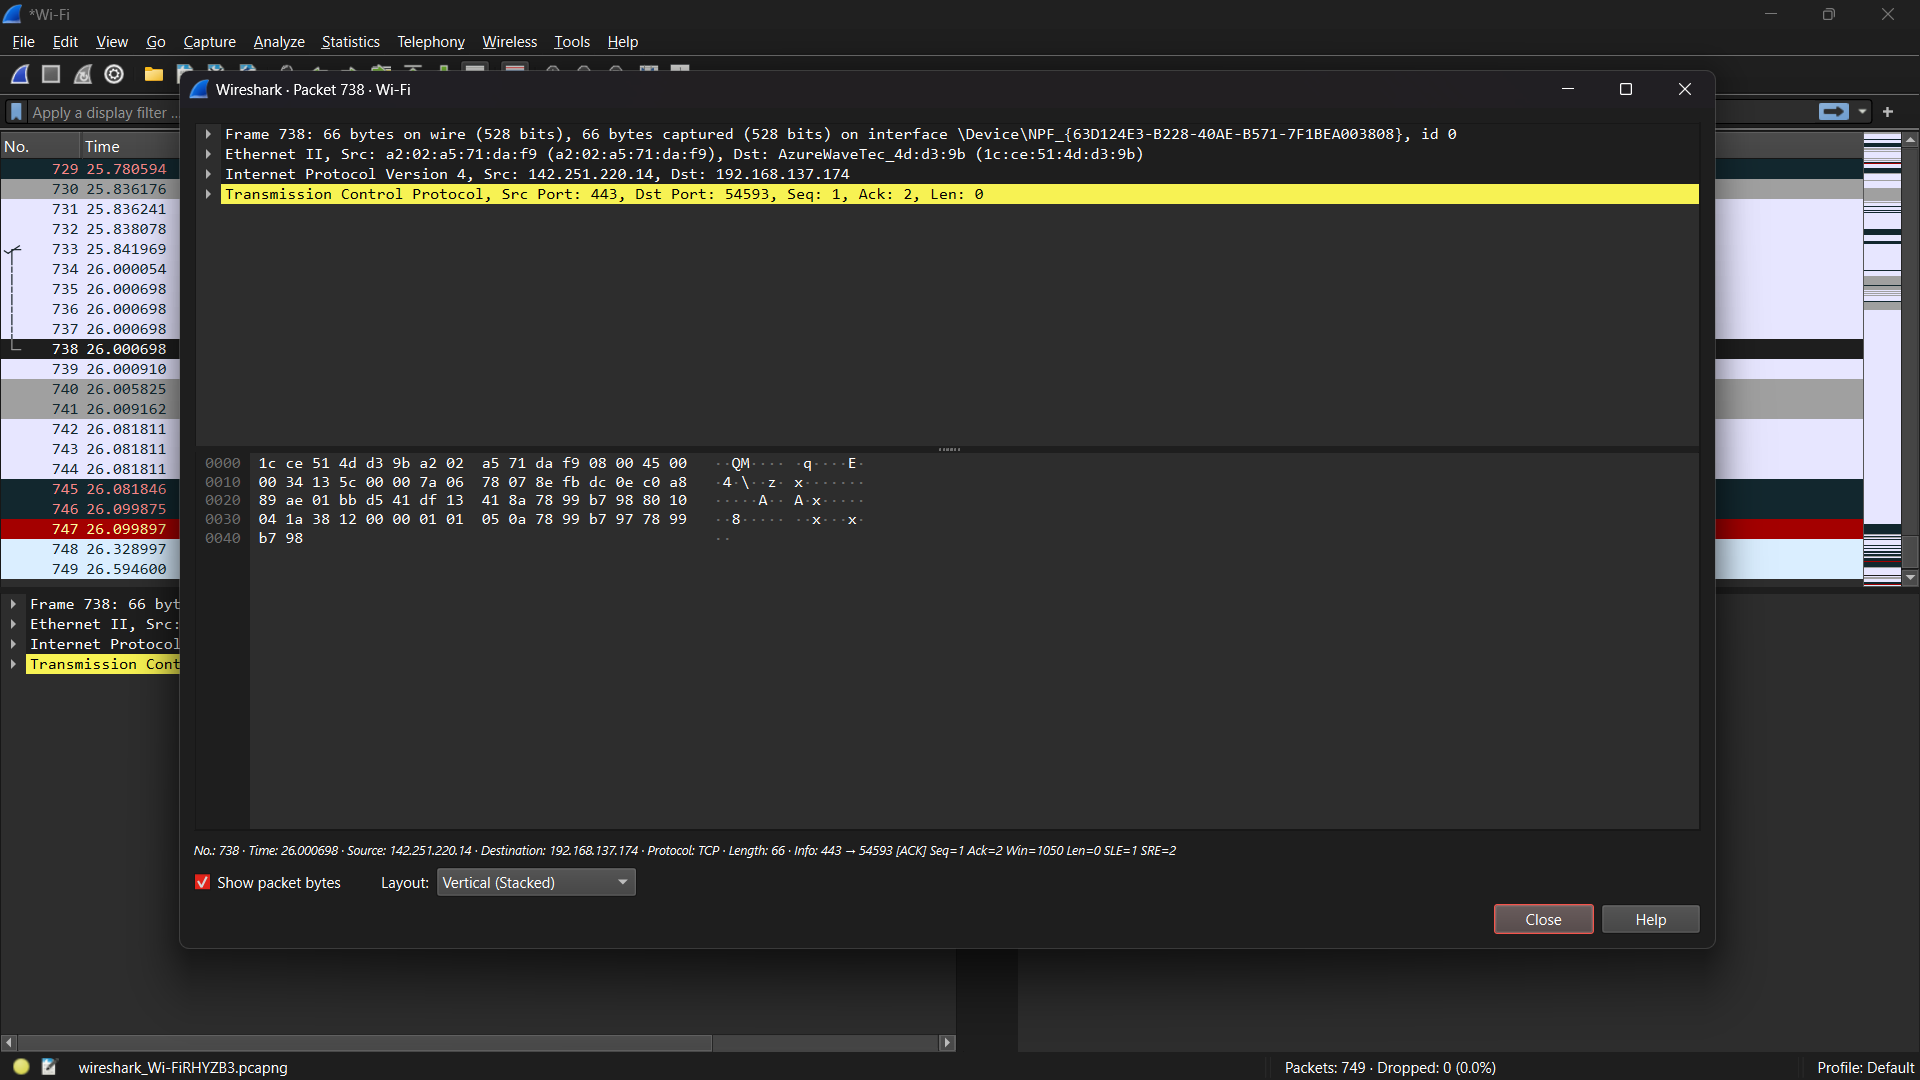 *Wi-Fi
File Edit View Go Capture Analyze Statistics Telephony Wireless Tools Help
Apply a display filter ...
No. Time
729 25.780594
730 25.836176
731 25.836241
732 25.838078
733 25.841969
734 26.000054
735 26.000698
736 26.000698
737 26.000698
738 26.000698
739 26.000910
740 26.005825
741 26.009162
742 26.081811
743 26.081811
744 26.081811
745 26.081846
746 26.099875
747 26.099897
748 26.328997
749 26.594600
Frame 738: 66 byt
Ethernet II, Src:
Internet Protocol
Transmission Cont
Wireshark · Packet 738 · Wi-Fi
Frame 738: 66 bytes on wire (528 bits), 66 bytes captured (528 bits) on interface \Device\NPF_{63D124E3-B228-40AE-B571-7F1BEA003808}, id 0
Ethernet II, Src: a2:02:a5:71:da:f9 (a2:02:a5:71:da:f9), Dst: AzureWaveTec_4d:d3:9b (1c:ce:51:4d:d3:9b)
Internet Protocol Version 4, Src: 142.251.220.14, Dst: 192.168.137.174
Transmission Control Protocol, Src Port: 443, Dst Port: 54593, Seq: 1, Ack: 2, Len: 0
0000 1c ce 51 4d d3 9b a2 02 a5 71 da f9 08 00 45 00 ··QM···· ·q····E·
0010 00 34 13 5c 00 00 7a 06 78 07 8e fb dc 0e c0 a8 ·4·\··z· x·······
0020 89 ae 01 bb d5 41 df 13 41 8a 78 99 b7 98 80 10 ·····A·· A·x·····
0030 04 1a 38 12 00 00 01 01 05 0a 78 99 b7 97 78 99 ··8····· ··x···x·
0040 b7 98 ··
No.: 738 · Time: 26.000698 · Source: 142.251.220.14 · Destination: 192.168.137.174 · Protocol: TCP · Length: 66 · Info: 443 → 54593 [ACK] Seq=1 Ack=2 Win=1050 Len=0 SLE=1 SRE=2
Show packet bytes Layout: Vertical (Stacked)
Close Help
wireshark_Wi-FiRHYZB3.pcapng Packets: 749 · Dropped: 0 (0.0%) Profile: Default